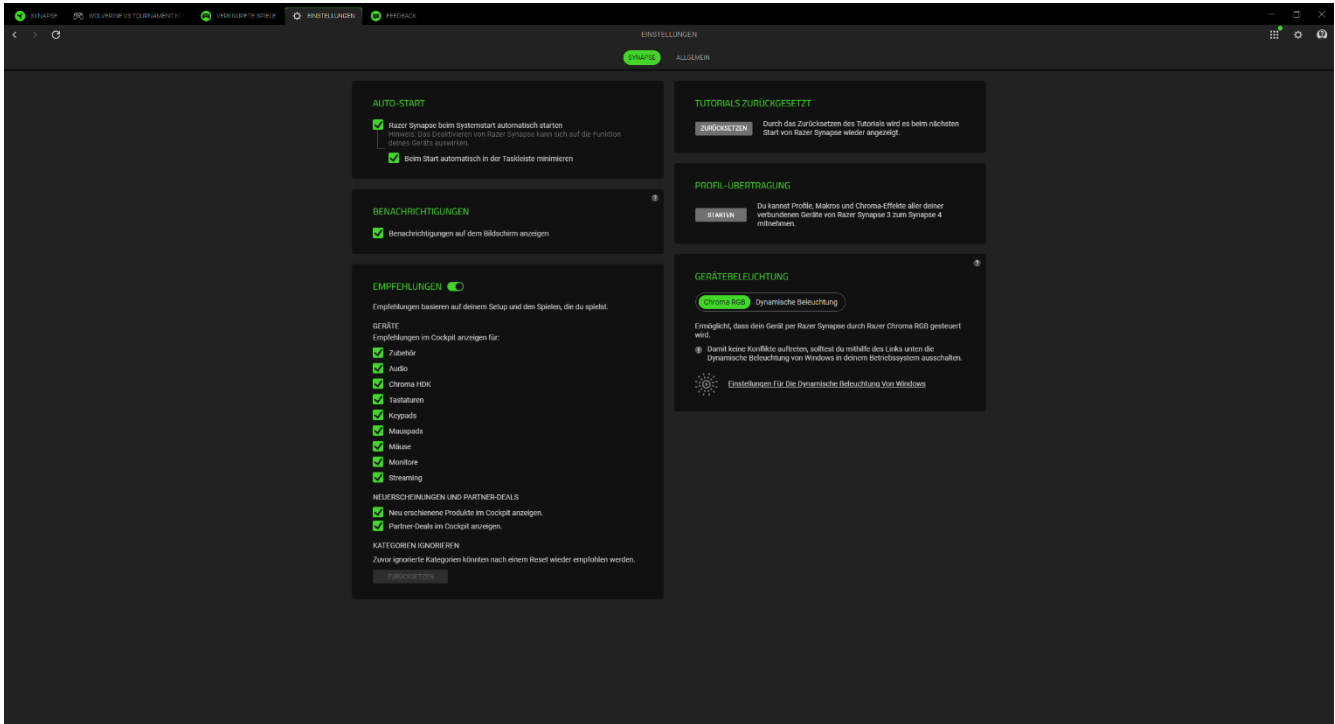 SYNAPSE
WOLVERINE V3 TOURNAMENT
VERKNÜPFTE SPIELE
EINSTELLUNGEN
FEEDBACK
EINSTELLUNGEN
SYNAPSE
ALLGEMEIN
AUTO-START
Razer Synapse beim Systemstart automatisch starten
Hinweis: Das Deaktivieren von Razer Synapse kann sich auf die Funktion
deines Geräts auswirken.
Beim Start automatisch in der Taskleiste minimieren
BENACHRICHTIGUNGEN
Benachrichtigungen auf dem Bildschirm anzeigen
EMPFEHLUNGEN
Empfehlungen basieren auf deinem Setup und den Spielen, die du spielst.
GERÄTE
Empfehlungen im Cockpit anzeigen für:
Zubehör
Audio
Chroma HDK
Tastaturen
Keypads
Mauspads
Mäuse
Monitore
Streaming
NEUERSCHEINUNGEN UND PARTNER-DEALS
Neu erschienene Produkte im Cockpit anzeigen.
Partner-Deals im Cockpit anzeigen.
KATEGORIEN IGNORIEREN
Zuvor ignorierte Kategorien könnten nach einem Reset wieder empfohlen werden.
ZURÜCKSETZEN
TUTORIALS ZURÜCKGESETZT
ZURÜCKSETZEN
Durch das Zurücksetzen des Tutorials wird es beim nächsten
Start von Razer Synapse wieder angezeigt.
PROFIL-ÜBERTRAGUNG
STARTEN
Du kannst Profile, Makros und Chroma-Effekte aller deiner
verbundenen Geräte von Razer Synapse 3 zum Synapse 4
mitnehmen.
GERÄTEBELEUCHTUNG
Chroma RGB
Dynamische Beleuchtung
Ermöglicht, dass dein Gerät per Razer Synapse durch Razer Chroma RGB gesteuert
wird.
Damit keine Konflikte auftreten, solltest du mithilfe des Links unten die
Dynamische Beleuchtung von Windows in deinem Betriebssystem ausschalten.
Einstellungen Für Die Dynamische Beleuchtung Von Windows